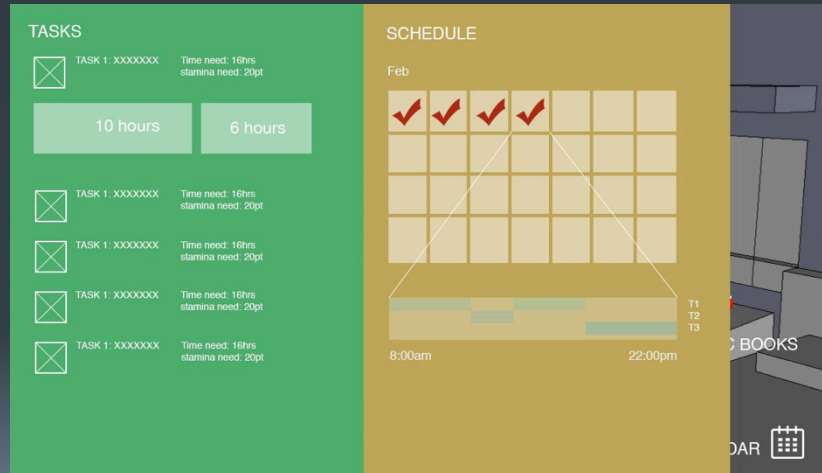 TASKS
TASK 1: XXXXXXX
Time need: 16hrs
stamina need: 20pt
10 hours
6 hours
TASK 1: XXXXXXX
Time need: 16hrs
stamina need: 20pt
TASK 1: XXXXXXX
Time need: 16hrs
stamina need: 20pt
TASK 1: XXXXXXX
Time need: 16hrs
stamina need: 20pt
TASK 1: XXXXXXX
Time need: 16hrs
stamina need: 20pt
SCHEDULE
Feb
T1
T2
T3
8:00am
22:00pm
C BOOKS
DAR